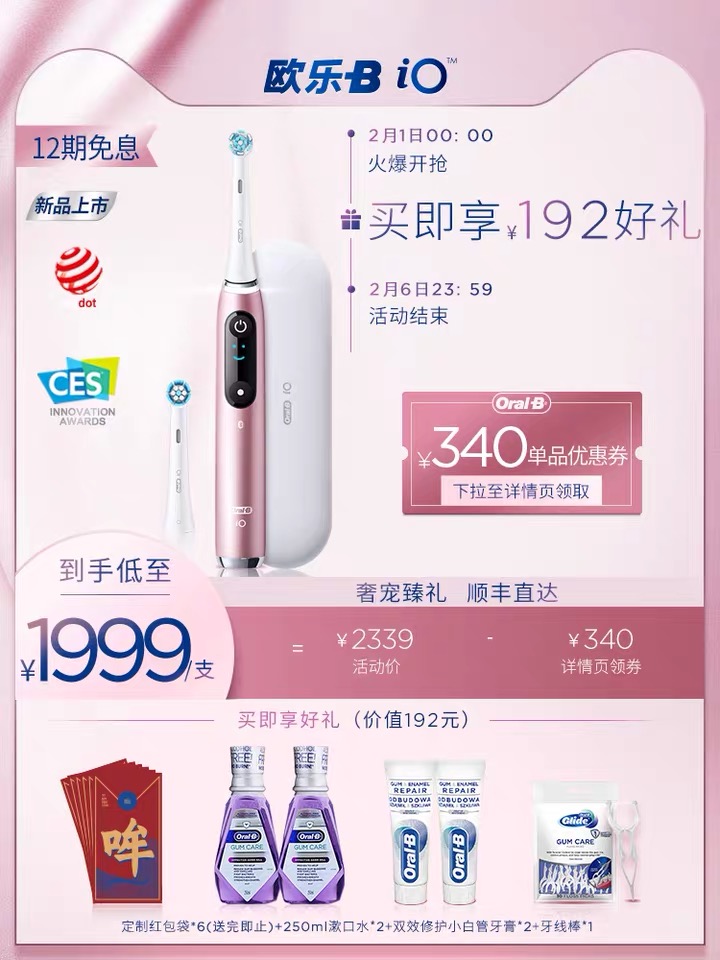 欧乐-B iO™
12期免息
新品上市
dot
CES
INNOVATION
AWARDS
2月1日00: 00
火爆开抢
买即享¥192好礼
2月6日23: 59
活动结束
Oral-B
¥340单品优惠券
下拉至详情页领取
Oral-B iO
Oral-B
iO
到手低至
¥1999/支
奢宠臻礼 顺丰直达
= ¥2339 - ¥340
活动价 详情页领券
买即享好礼（价值192元）
哞
Oral-B
GUM CARE
Oral-B
GUM CARE
GUM ENAMEL
REPAIR
ODBUDOWA
Oral-B
GUM ENAMEL
REPAIR
ODBUDOWA
Oral-B
Glide
GUM CARE
定制红包袋*6(送完即止)+250ml漱口水*2+双效修护小白管牙膏*2+牙线棒*1